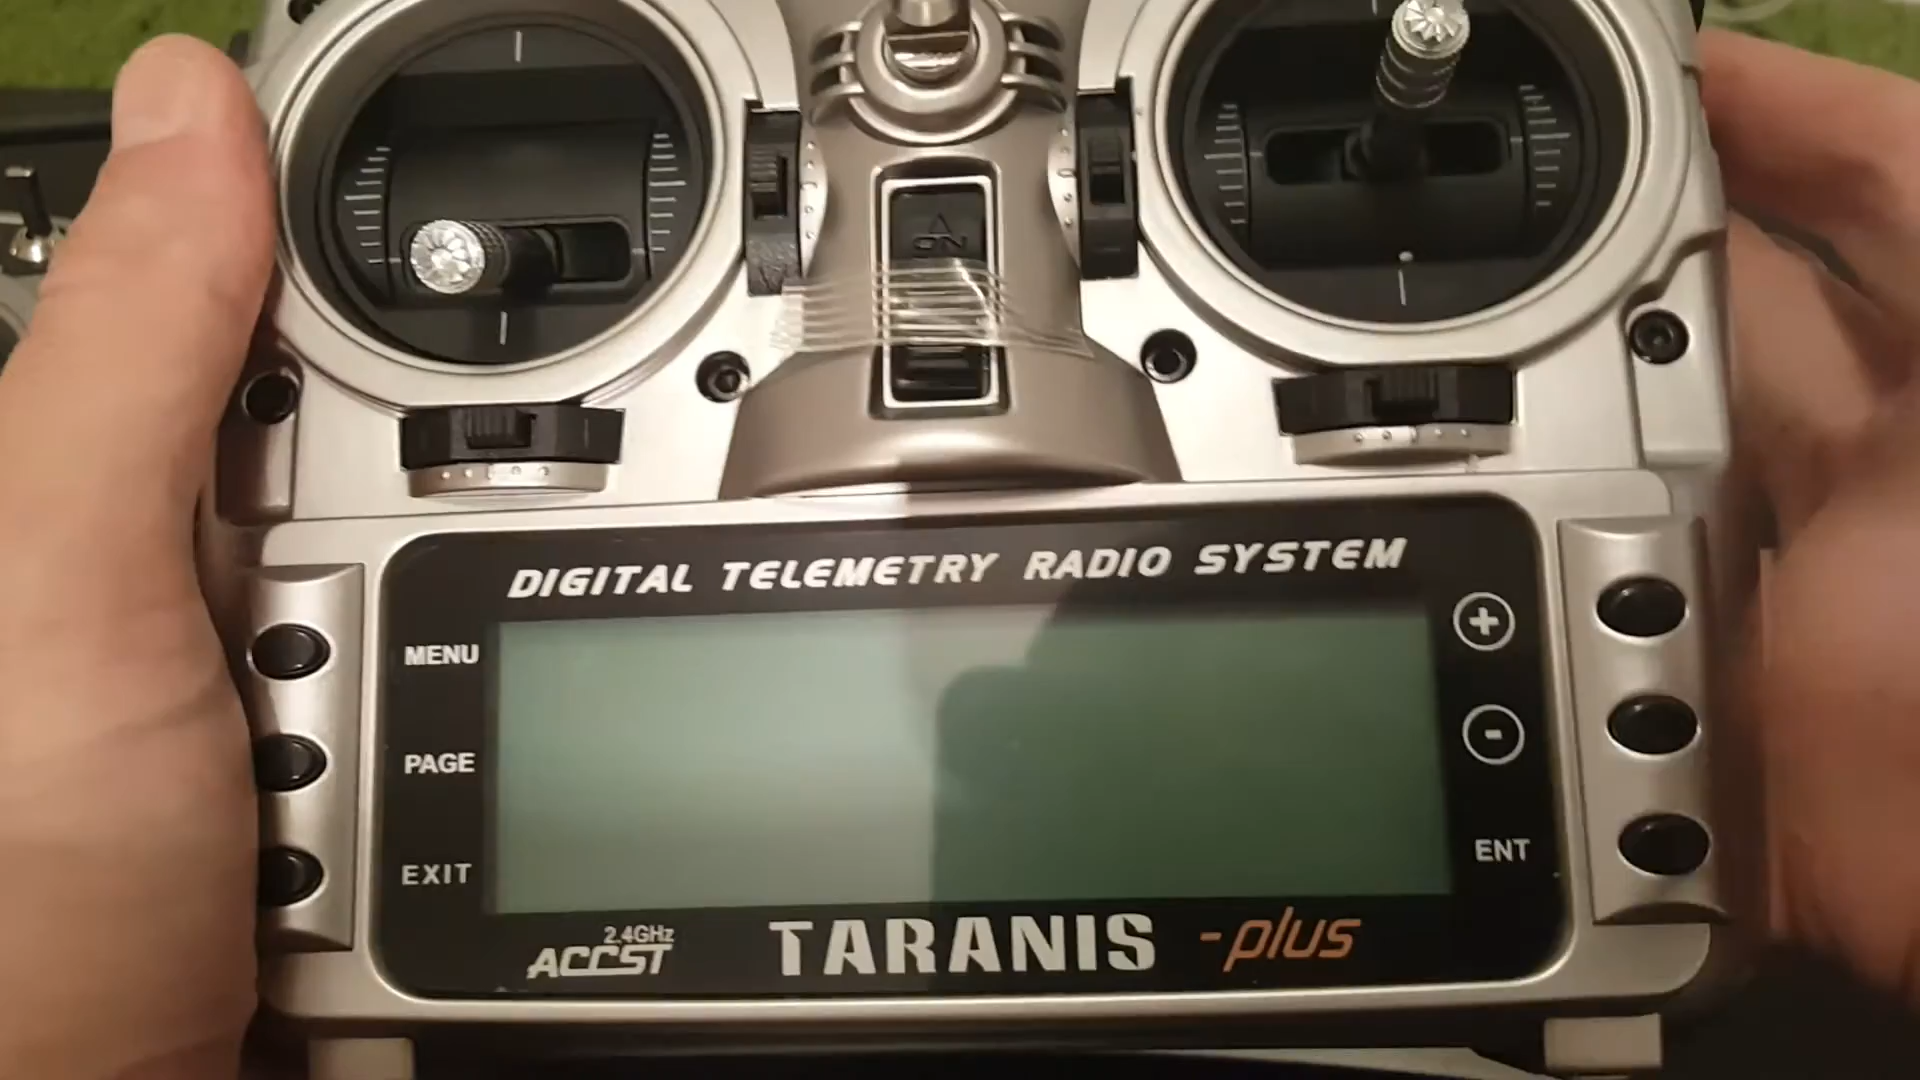 ON
DIGITAL TELEMETRY RADIO SYSTEM
MENU
+
PAGE
-
EXIT
ENT
2.4GHz
ACCST
TARANIS -plus